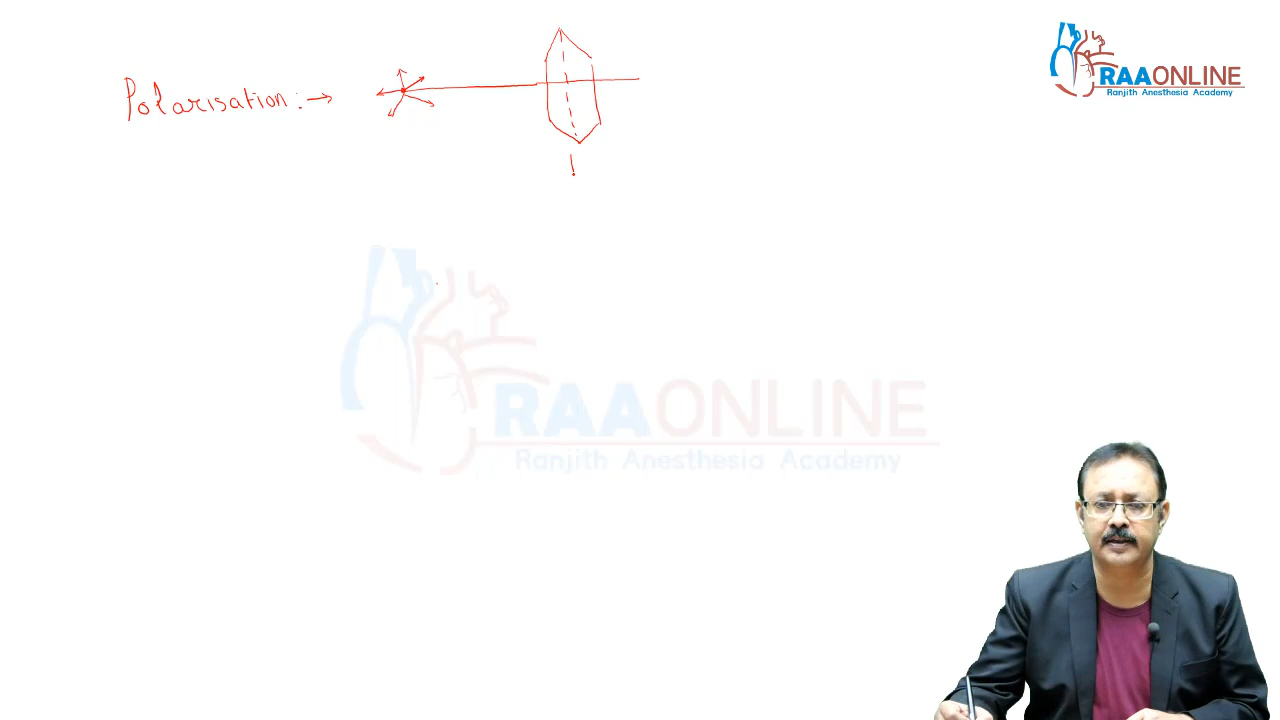 Polarisation :→
RAAONLINE
Ranjith Anesthesia Academy
RAAONLINE
Ranjith Anesthesia Academy